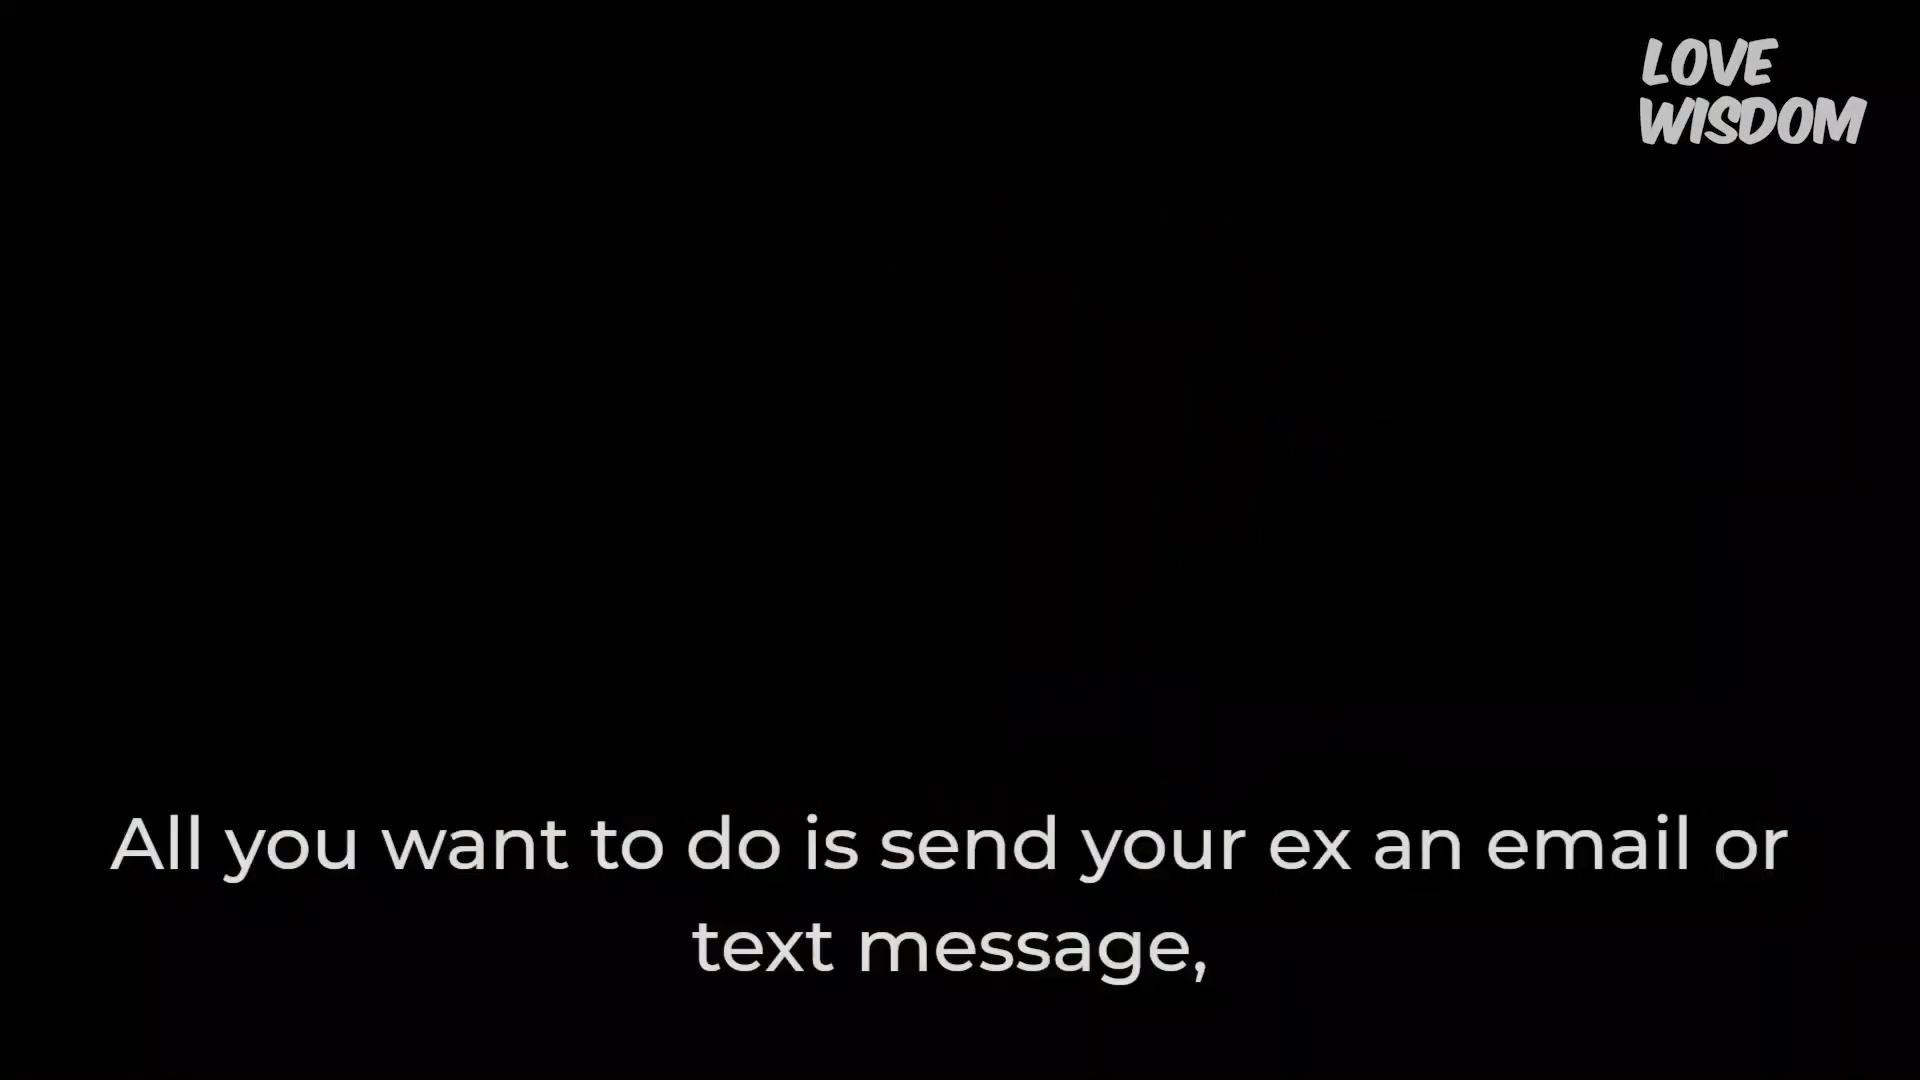 LOVE
WISDOM
All you want to do is send your ex an email or
text message,